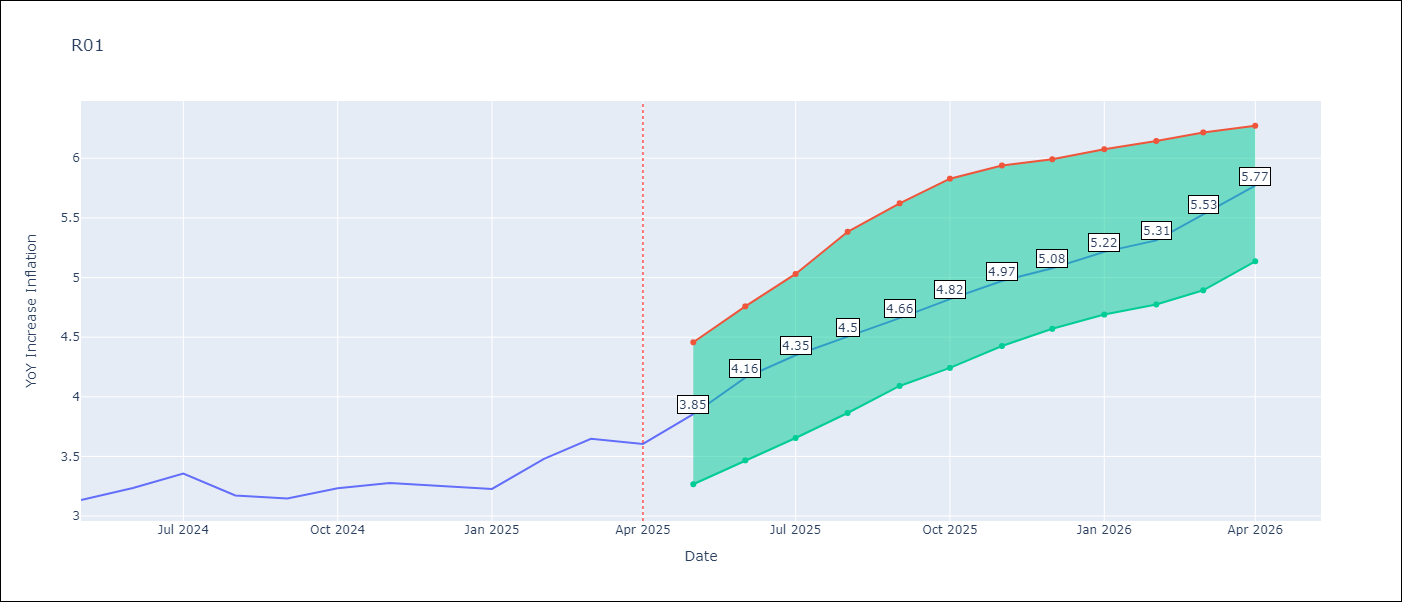 R01
YoY Increase Inflation
6
5.5
5
4.5
4
3.5
3
3.85
4.16
4.35
4.5
4.66
4.82
4.97
5.08
5.22
5.31
5.53
5.77
Jul 2024
Oct 2024
Jan 2025
Apr 2025
Jul 2025
Oct 2025
Jan 2026
Apr 2026
Date